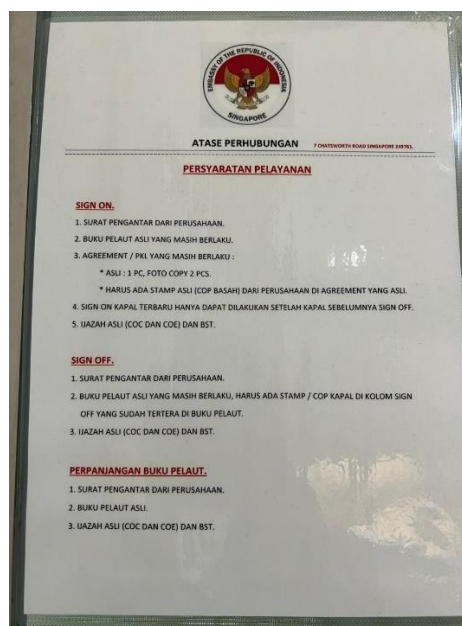 EMBASSY OF THE REPUBLIC OF INDONESIA
SINGAPORE
ATASE PERHUBUNGAN 7 CHATSWORTH ROAD SINGAPORE 249761.
PERSYARATAN PELAYANAN
SIGN ON.
1. SURAT PENGANTAR DARI PERUSAHAAN.
2. BUKU PELAUT ASLI YANG MASIH BERLAKU.
3. AGREEMENT / PKL YANG MASIH BERLAKU :
* ASLI : 1 PC, FOTO COPY 2 PCS.
* HARUS ADA STAMP ASLI (COP BASAH) DARI PERUSAHAAN DI AGREEMENT YANG ASLI.
4. SIGN ON KAPAL TERBARU HANYA DAPAT DILAKUKAN SETELAH KAPAL SEBELUMNYA SIGN OFF.
5. IJAZAH ASLI (COC DAN COE) DAN BST.
SIGN OFF.
1. SURAT PENGANTAR DARI PERUSAHAAN.
2. BUKU PELAUT ASLI YANG MASIH BERLAKU, HARUS ADA STAMP / COP KAPAL DI KOLOM SIGN
OFF YANG SUDAH TERTERA DI BUKU PELAUT.
3. IJAZAH ASLI (COC DAN COE) DAN BST.
PERPANJANGAN BUKU PELAUT.
1. SURAT PENGANTAR DARI PERUSAHAAN.
2. BUKU PELAUT ASLI.
3. IJAZAH ASLI (COC DAN COE) DAN BST.